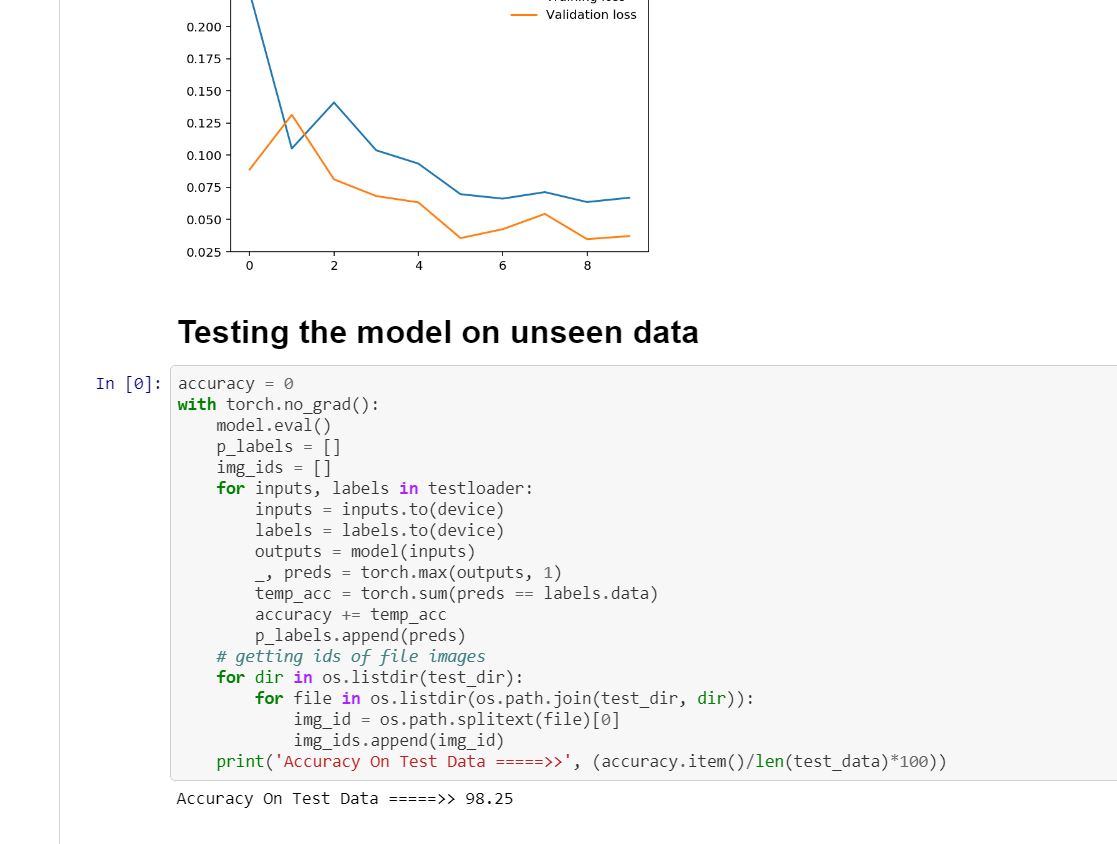 Validation loss
0.200
0.175
0.150
0.125
0.100
0.075
0.050
0.025
0 2 4 6 8
Testing the model on unseen data
In [0]:
accuracy = 0
with torch.no_grad():
    model.eval()
    p_labels = []
    img_ids = []
    for inputs, labels in testloader:
        inputs = inputs.to(device)
        labels = labels.to(device)
        outputs = model(inputs)
        _, preds = torch.max(outputs, 1)
        temp_acc = torch.sum(preds == labels.data)
        accuracy += temp_acc
        p_labels.append(preds)
    # getting ids of file images
    for dir in os.listdir(test_dir):
        for file in os.listdir(os.path.join(test_dir, dir)):
            img_id = os.path.splitext(file)[0]
            img_ids.append(img_id)
    print('Accuracy On Test Data =====>>', (accuracy.item()/len(test_data)*100))
Accuracy On Test Data =====>> 98.25